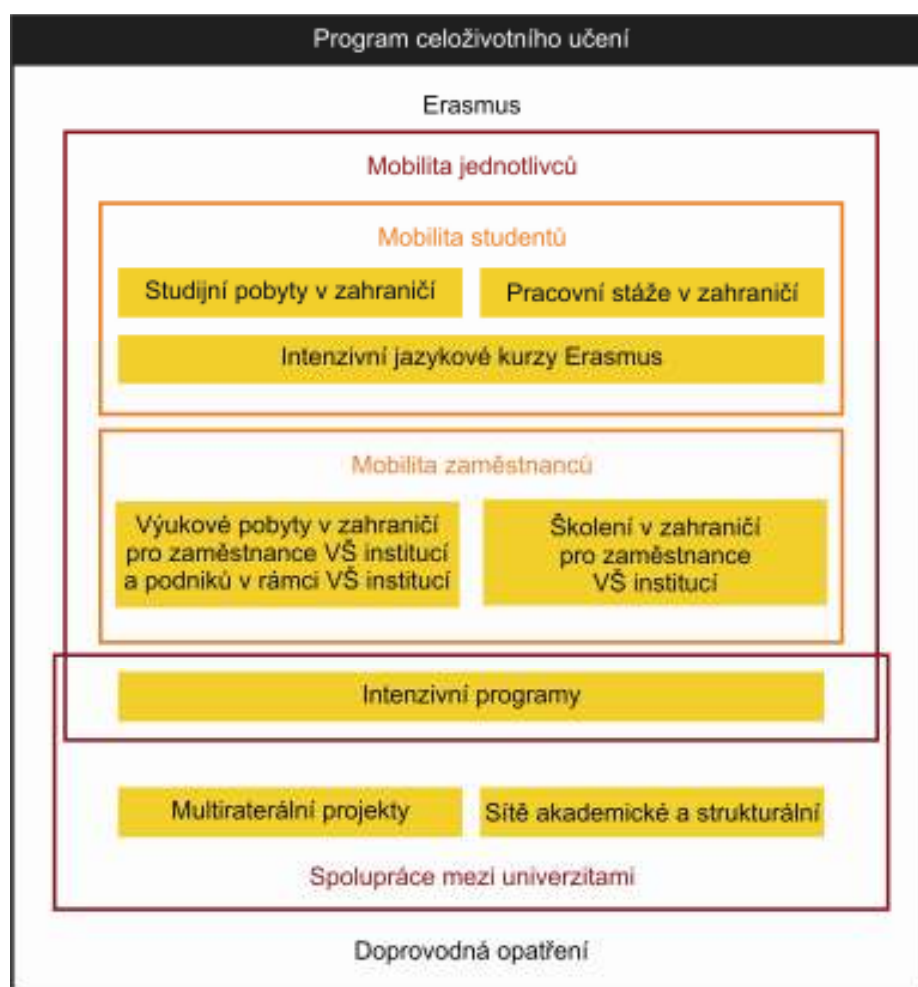 Program celoživotního učení
Erasmus
Mobilita jednotlivců
Mobilita studentů
Studijní pobyty v zahraničí
Pracovní stáže v zahraničí
Intenzivní jazykové kurzy Erasmus
Mobilita zaměstnanců
Výukové pobyty v zahraničí
pro zaměstnance VŠ institucí
a podniků v rámci VŠ institucí
Školení v zahraničí
pro zaměstnance
VŠ institucí
Intenzivní programy
Multiraterální projekty
Sítě akademické a strukturální
Spolupráce mezi univerzitami
Doprovodná opatření